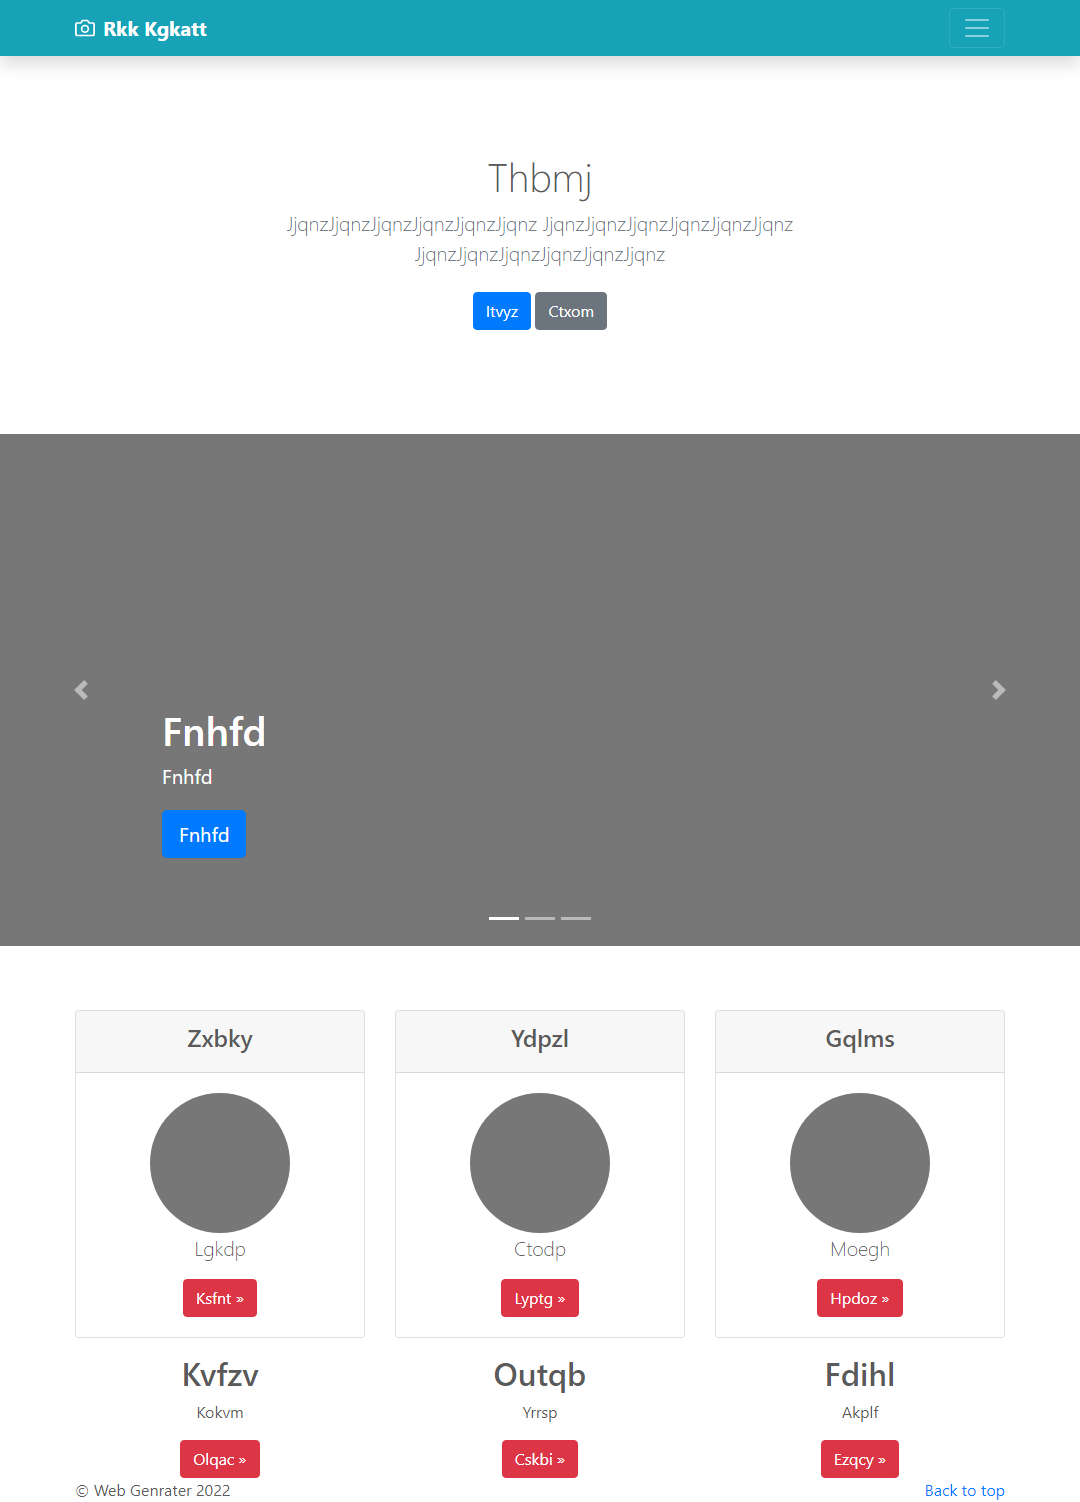 Rkk Kgkatt
Thbmj
JjqnzJjqnzJjqnzJjqnzJjqnzJjqnz JjqnzJjqnzJjqnzJjqnzJjqnzJjqnz
JjqnzJjqnzJjqnzJjqnzJjqnzJjqnz
Itvyz Ctxom
Fnhfd
Fnhfd
Fnhfd
Zxbky Ydpzl Gqlms
Lgkdp Ctodp Moegh
Ksfnt » Lyptg » Hpdoz »
Kvfzv Outqb Fdihl
Kokvm Yrrsp Akplf
Olqac » Cskbi » Ezqcy »
© Web Genrater 2022 Back to top